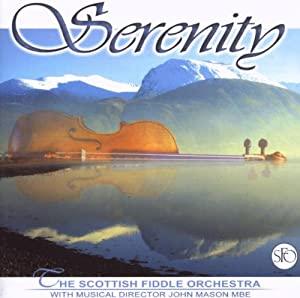 Serenity
SFO
THE SCOTTISH FIDDLE ORCHESTRA
WITH MUSICAL DIRECTOR JOHN MASON MBE